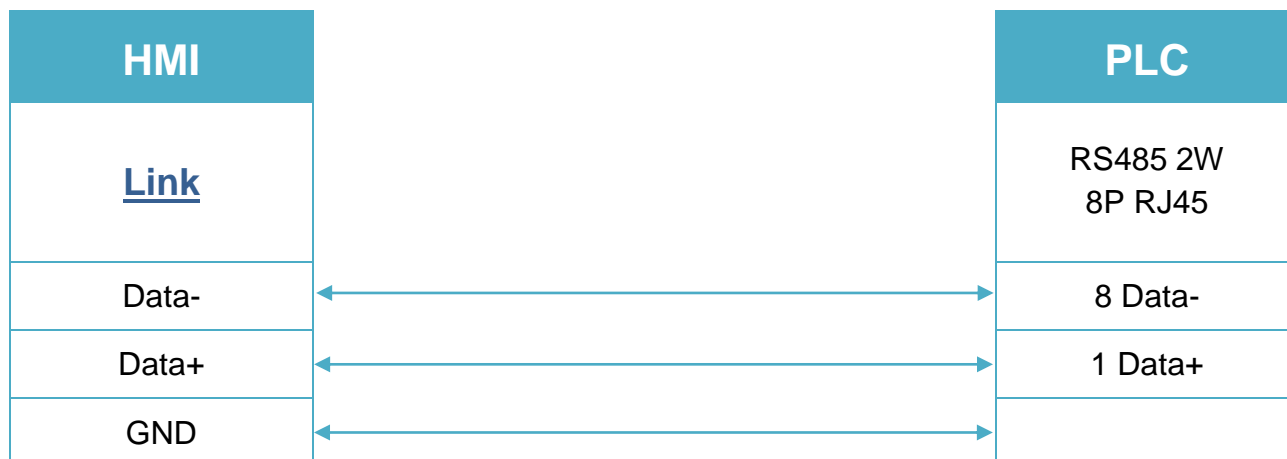 HMI
PLC
Link
RS485 2W
8P RJ45
Data-
8 Data-
Data+
1 Data+
GND